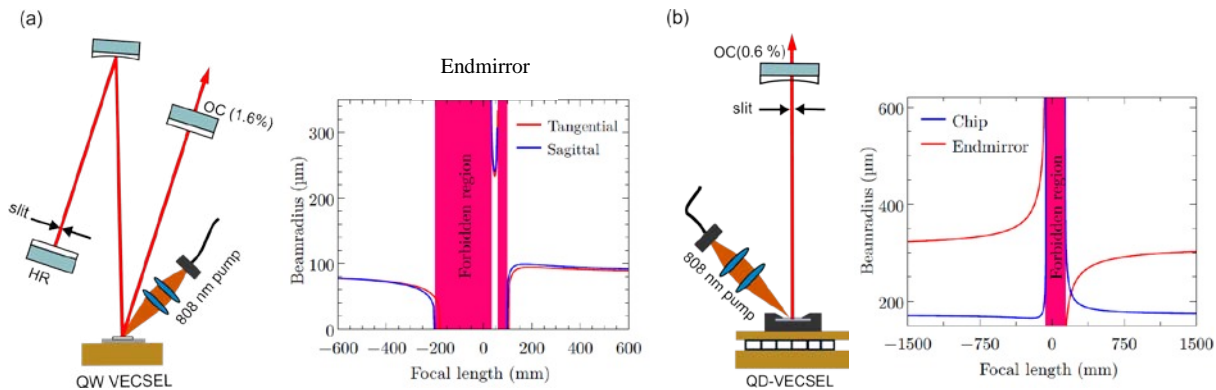 (a)
OC (1.6%)
slit
HR
808 nm pump
QW VECSEL
Endmirror
Beamradius (µm)
300
200
100
0
Tangential
Sagittal
Forbidden region
−600 −400 −200 0 200 400 600
Focal length (mm)
(b)
OC(0.6 %)
slit
808 nm pump
QD-VECSEL
Beamradius (µm)
600
400
200
Chip
Endmirror
Forbidden region
−1500 −750 0 750 1500
Focal length (mm)